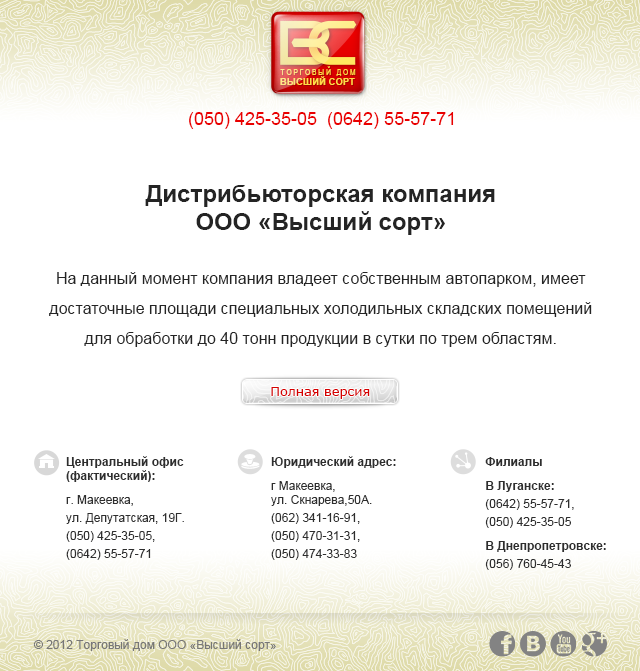 ВС
ТОРГОВЫЙ ДОМ
ВЫСШИЙ СОРТ
(050) 425-35-05 (0642) 55-57-71
Дистрибьюторская компания
ООО «Высший сорт»
На данный момент компания владеет собственным автопарком, имеет
достаточные площади специальных холодильных складских помещений
для обработки до 40 тонн продукции в сутки по трем областям.
Полная версия
Центральный офис
(фактический):
г. Макеевка,
ул. Депутатская, 19Г.
(050) 425-35-05,
(0642) 55-57-71
Юридический адрес:
г Макеевка,
ул. Скнарева,50А.
(062) 341-16-91,
(050) 470-31-31,
(050) 474-33-83
Филиалы
В Луганске:
(0642) 55-57-71,
(050) 425-35-05
В Днепропетровске:
(056) 760-45-43
© 2012 Торговый дом ООО «Высший сорт»
f B You Tube g+